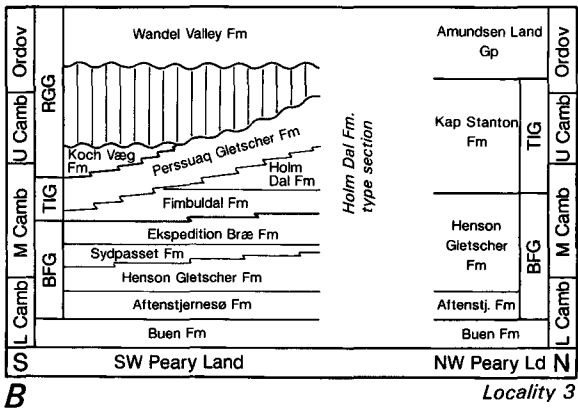 Ordov
U Camb
M Camb
L Camb
S
RGG
TIG
BFG
Wandel Valley Fm
Koch Væg
Fm
Perssuaq Gletscher Fm
Holm
Dal Fm
Fimbuldal Fm
Ekspedition Bræ Fm
Sydpasset Fm
Henson Gletscher Fm
Aftenstjernesø Fm
Buen Fm
SW Peary Land
Holm Dal Fm.
type section
Amundsen Land
Gp
Kap Stanton
Fm
Henson
Gletscher
Fm
Aftenstj. Fm
Buen Fm
NW Peary Ld
TIG
BFG
Ordov
U Camb
M Camb
L Camb
N
B
Locality 3